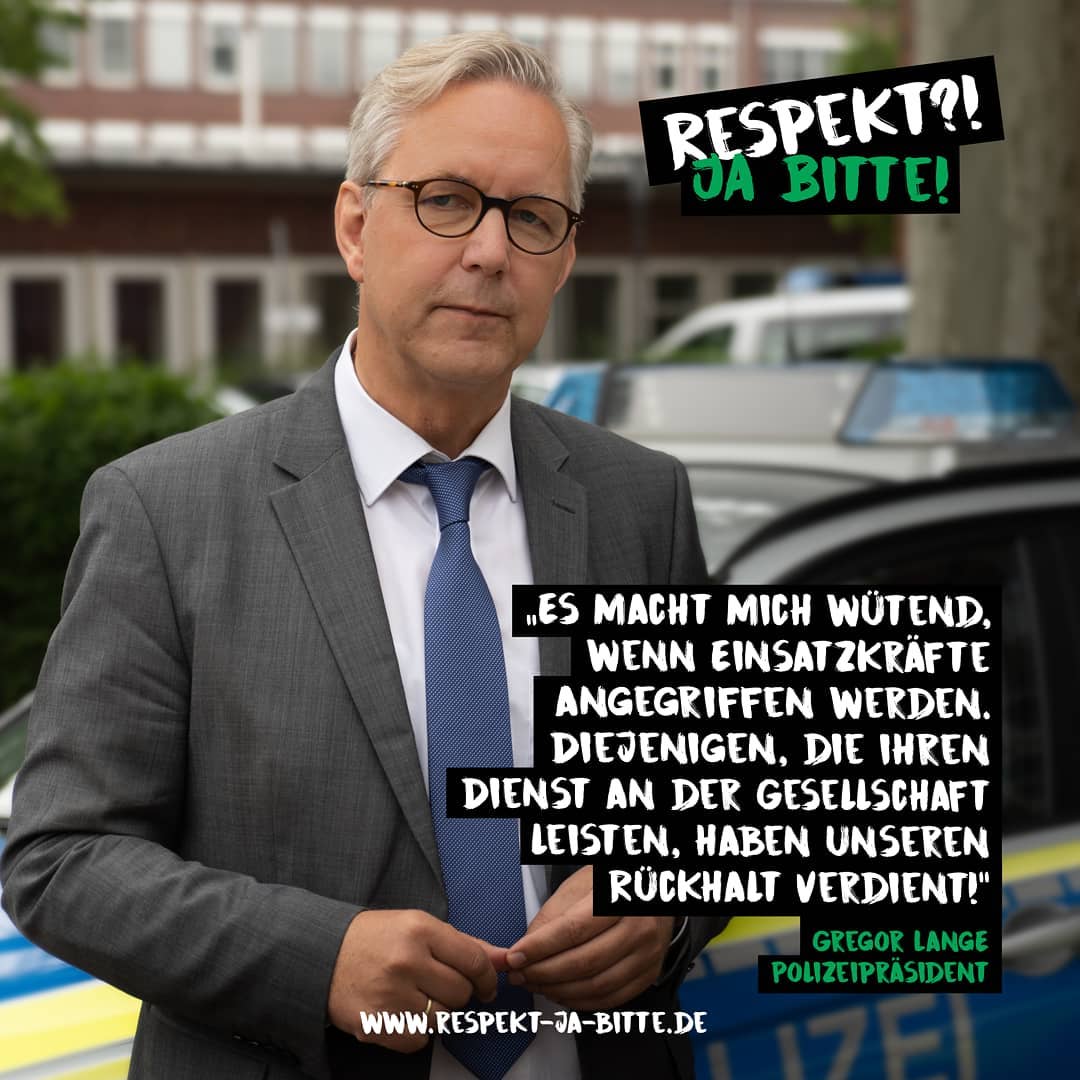 RESPEKT?!
JA BITTE!
„ES MACHT MICH WÜTEND,
WENN EINSATZKRÄFTE
ANGEGRIFFEN WERDEN.
DIEJENIGEN, DIE IHREN
DIENST AN DER GESELLSCHAFT
LEISTEN, HABEN UNSEREN
RÜCKHALT VERDIENT!"
GREGOR LANGE
POLIZEIPRÄSIDENT
WWW.RESPEKT-JA-BITTE.DE
LIZEI